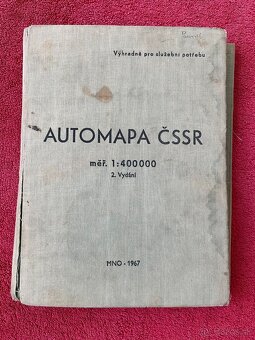 Výhradně pro služební potřebu
AUTOMAPA ČSSR
měř. 1:400000
2. Vydání
MNO - 1967